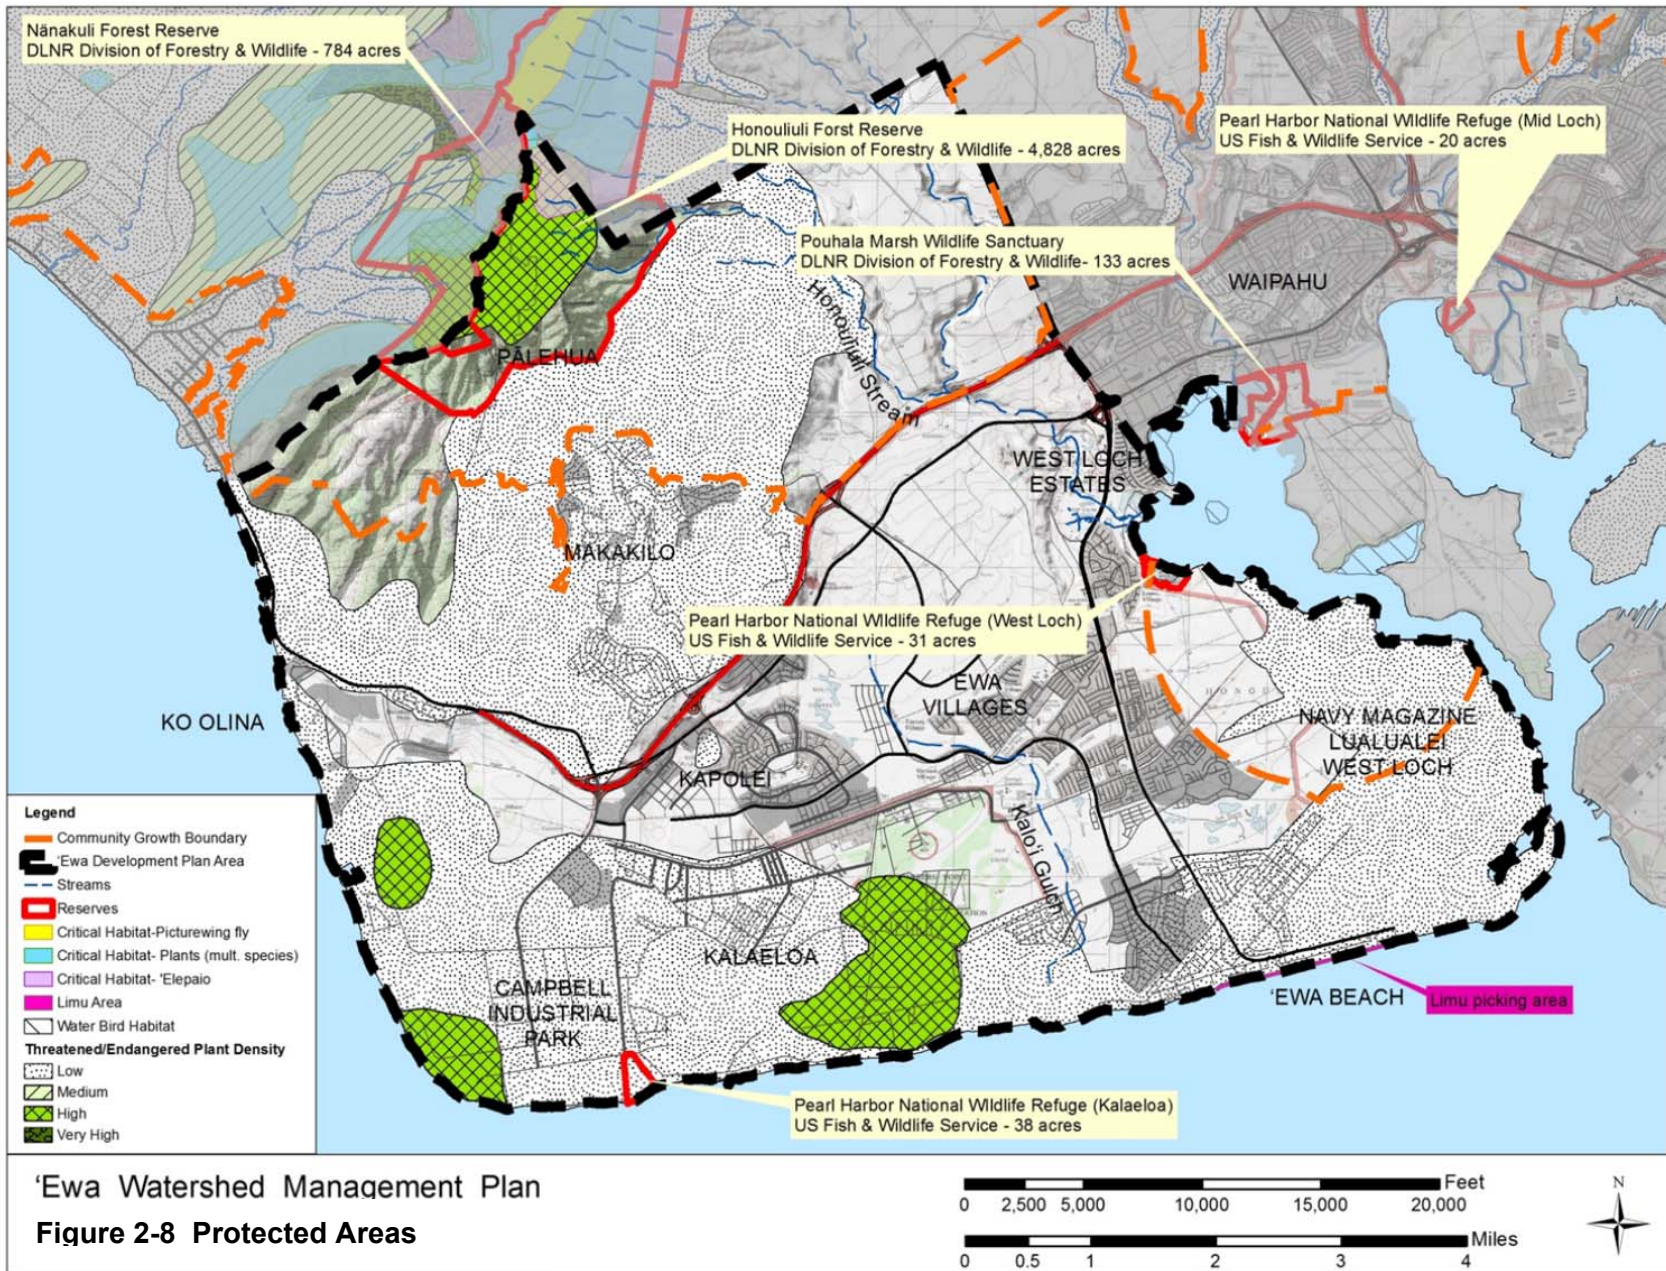 Nänakuli Forest Reserve
DLNR Division of Forestry & Wildlife - 784 acres
Honouliuli Forst Reserve
DLNR Division of Forestry & Wildlife - 4,828 acres
Pearl Harbor National WIldlife Refuge (Mid Loch)
US Fish & Wildlife Service - 20 acres
Pouhala Marsh Wildlife Sanctuary
DLNR Division of Forestry & Wildlife- 133 acres
WAIPAHU
Honouliuli Stream
PĀLEHUA
WEST LOCH
ESTATES
MAKAKILO
Pearl Harbor National WIldlife Refuge (West Loch)
US Fish & Wildlife Service - 31 acres
EWA
VILLAGES
KO OLINA
NAVY MAGAZINE
LUALUALEI
WEST LOCH
KAPOLEI
Kalo'i Gulch
KALAELOA
CAMPBELL
INDUSTRIAL
PARK
'EWA BEACH
Limu picking area
Pearl Harbor National WIldlife Refuge (Kalaeloa)
US Fish & Wildlife Service - 38 acres
Legend
Community Growth Boundary
'Ewa Development Plan Area
Streams
Reserves
Critical Habitat-Picturewing fly
Critical Habitat- Plants (mult. species)
Critical Habitat- 'Elepaio
Limu Area
Water Bird Habitat
Threatened/Endangered Plant Density
Low
Medium
High
Very High
'Ewa Watershed Management Plan
Figure 2-8 Protected Areas
Feet
0 2,500 5,000 10,000 15,000 20,000
Miles
0 0.5 1 2 3 4
N